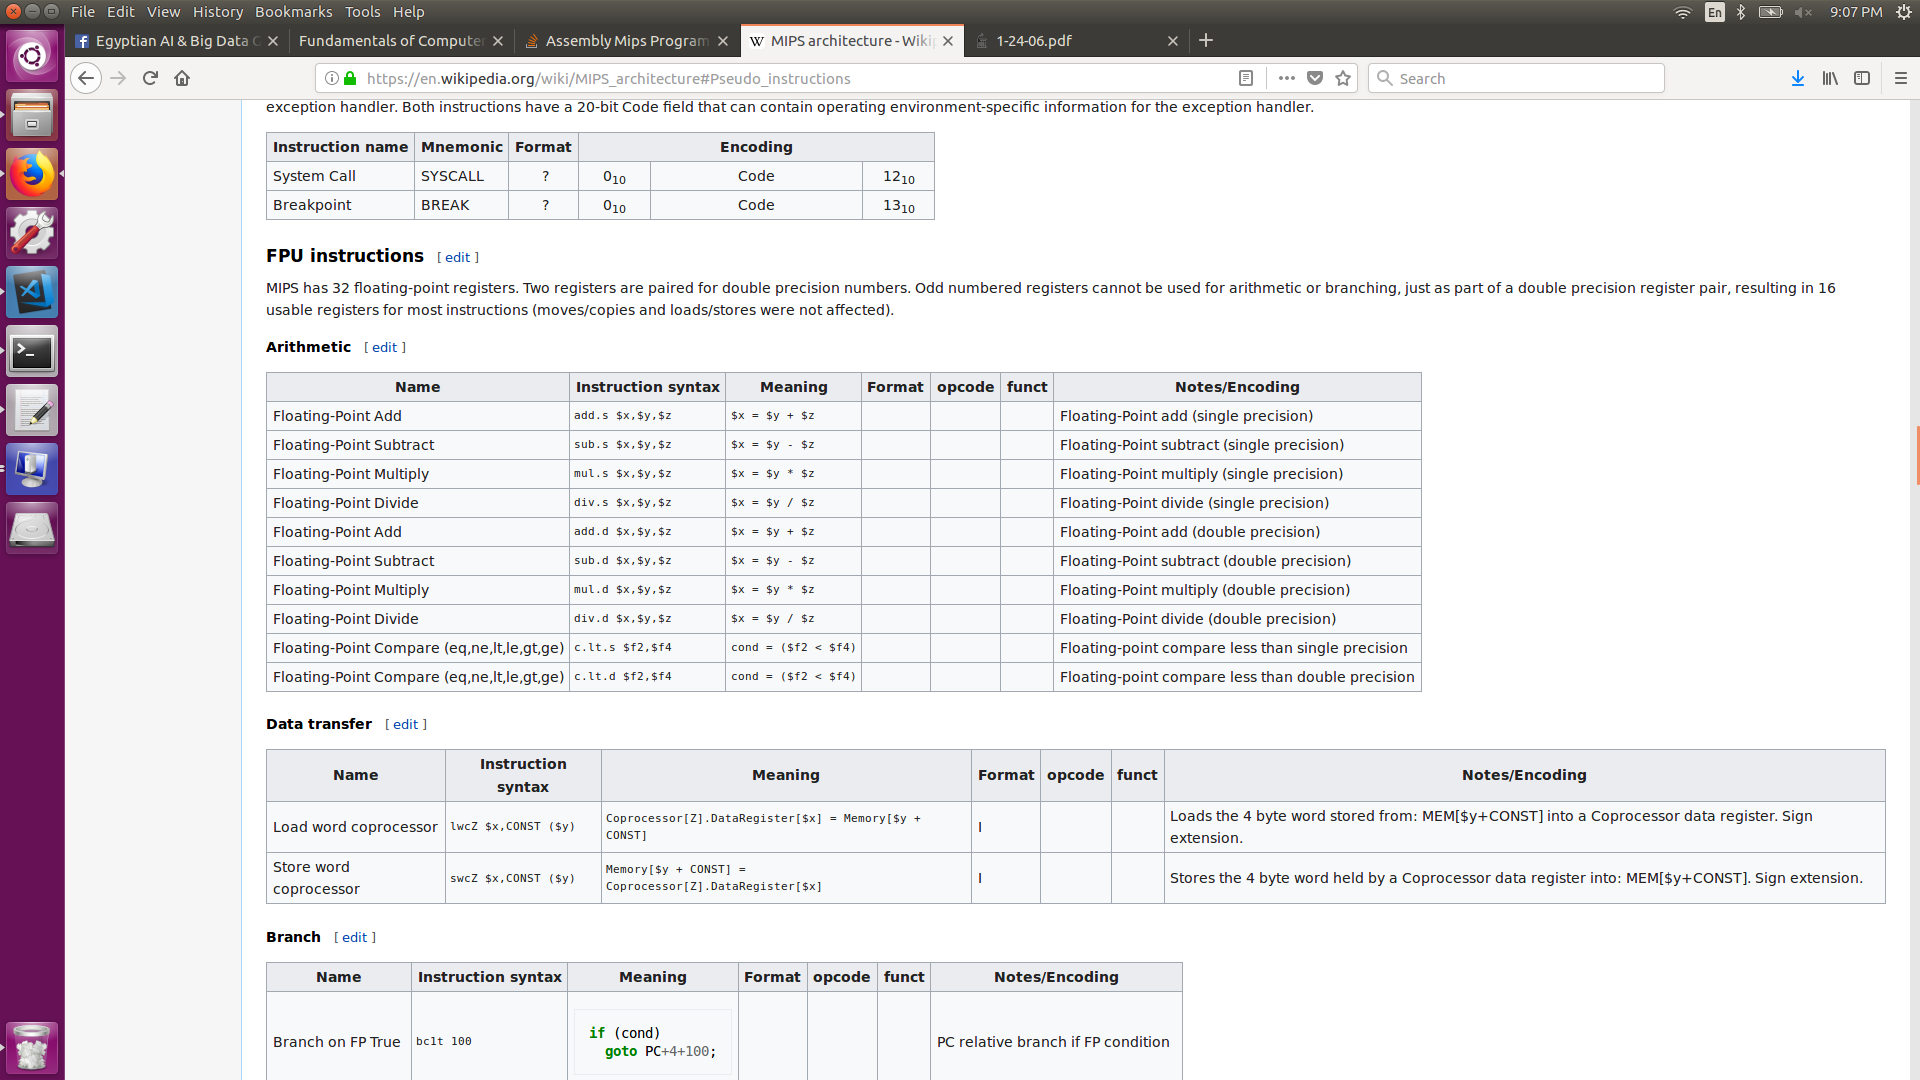 File Edit View History Bookmarks Tools Help
En
9:07 PM
Egyptian AI & Big Data
Fundamentals of Compute
Assembly Mips Program
W MIPS architecture - Wiki
1-24-06.pdf
https://en.wikipedia.org/wiki/MIPS_architecture#Pseudo_instructions
Search
exception handler. Both instructions have a 20-bit Code field that can contain operating environment-specific information for the exception handler.
Instruction name Mnemonic Format Encoding
System Call SYSCALL ? 0₁₀ Code 12₁₀
Breakpoint BREAK ? 0₁₀ Code 13₁₀
FPU instructions [ edit ]
MIPS has 32 floating-point registers. Two registers are paired for double precision numbers. Odd numbered registers cannot be used for arithmetic or branching, just as part of a double precision register pair, resulting in 16
usable registers for most instructions (moves/copies and loads/stores were not affected).
Arithmetic [ edit ]
Name Instruction syntax Meaning Format opcode funct Notes/Encoding
Floating-Point Add add.s $x,$y,$z $x = $y + $z Floating-Point add (single precision)
Floating-Point Subtract sub.s $x,$y,$z $x = $y - $z Floating-Point subtract (single precision)
Floating-Point Multiply mul.s $x,$y,$z $x = $y * $z Floating-Point multiply (single precision)
Floating-Point Divide div.s $x,$y,$z $x = $y / $z Floating-Point divide (single precision)
Floating-Point Add add.d $x,$y,$z $x = $y + $z Floating-Point add (double precision)
Floating-Point Subtract sub.d $x,$y,$z $x = $y - $z Floating-Point subtract (double precision)
Floating-Point Multiply mul.d $x,$y,$z $x = $y * $z Floating-Point multiply (double precision)
Floating-Point Divide div.d $x,$y,$z $x = $y / $z Floating-Point divide (double precision)
Floating-Point Compare (eq,ne,lt,le,gt,ge) c.lt.s $f2,$f4 cond = ($f2 < $f4) Floating-point compare less than single precision
Floating-Point Compare (eq,ne,lt,le,gt,ge) c.lt.d $f2,$f4 cond = ($f2 < $f4) Floating-point compare less than double precision
Data transfer [ edit ]
Name Instruction syntax Meaning Format opcode funct Notes/Encoding
Load word coprocessor lwcZ $x,CONST ($y) Coprocessor[Z].DataRegister[$x] = Memory[$y + CONST] I Loads the 4 byte word stored from: MEM[$y+CONST] into a Coprocessor data register. Sign extension.
Store word coprocessor swcZ $x,CONST ($y) Memory[$y + CONST] = Coprocessor[Z].DataRegister[$x] I Stores the 4 byte word held by a Coprocessor data register into: MEM[$y+CONST]. Sign extension.
Branch [ edit ]
Name Instruction syntax Meaning Format opcode funct Notes/Encoding
Branch on FP True bc1t 100 if (cond) goto PC+4+100; PC relative branch if FP condition